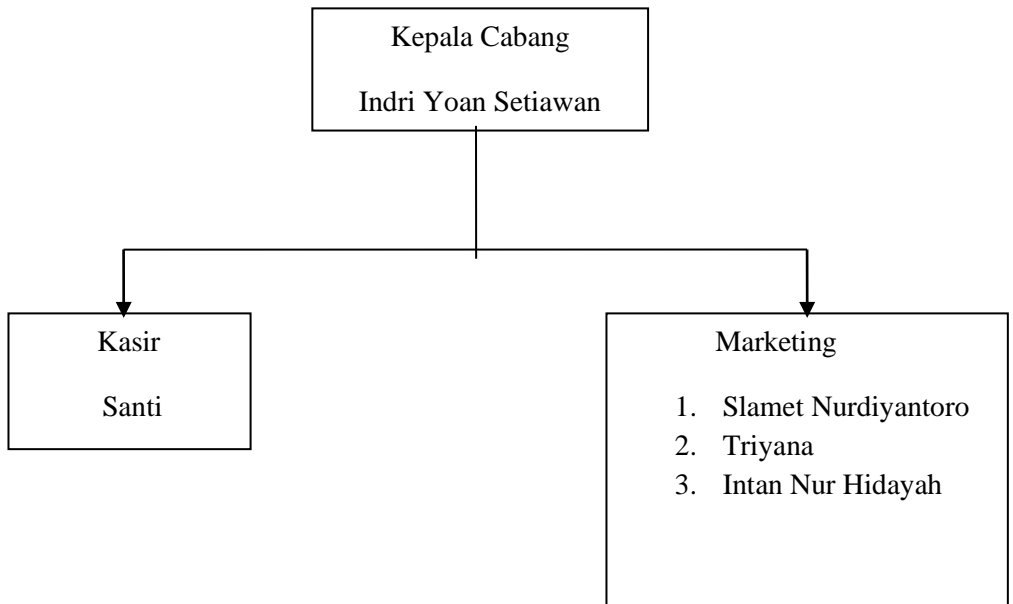 Kepala Cabang
Indri Yoan Setiawan
Kasir
Santi
Marketing
1. Slamet Nurdiyantoro
2. Triyana
3. Intan Nur Hidayah